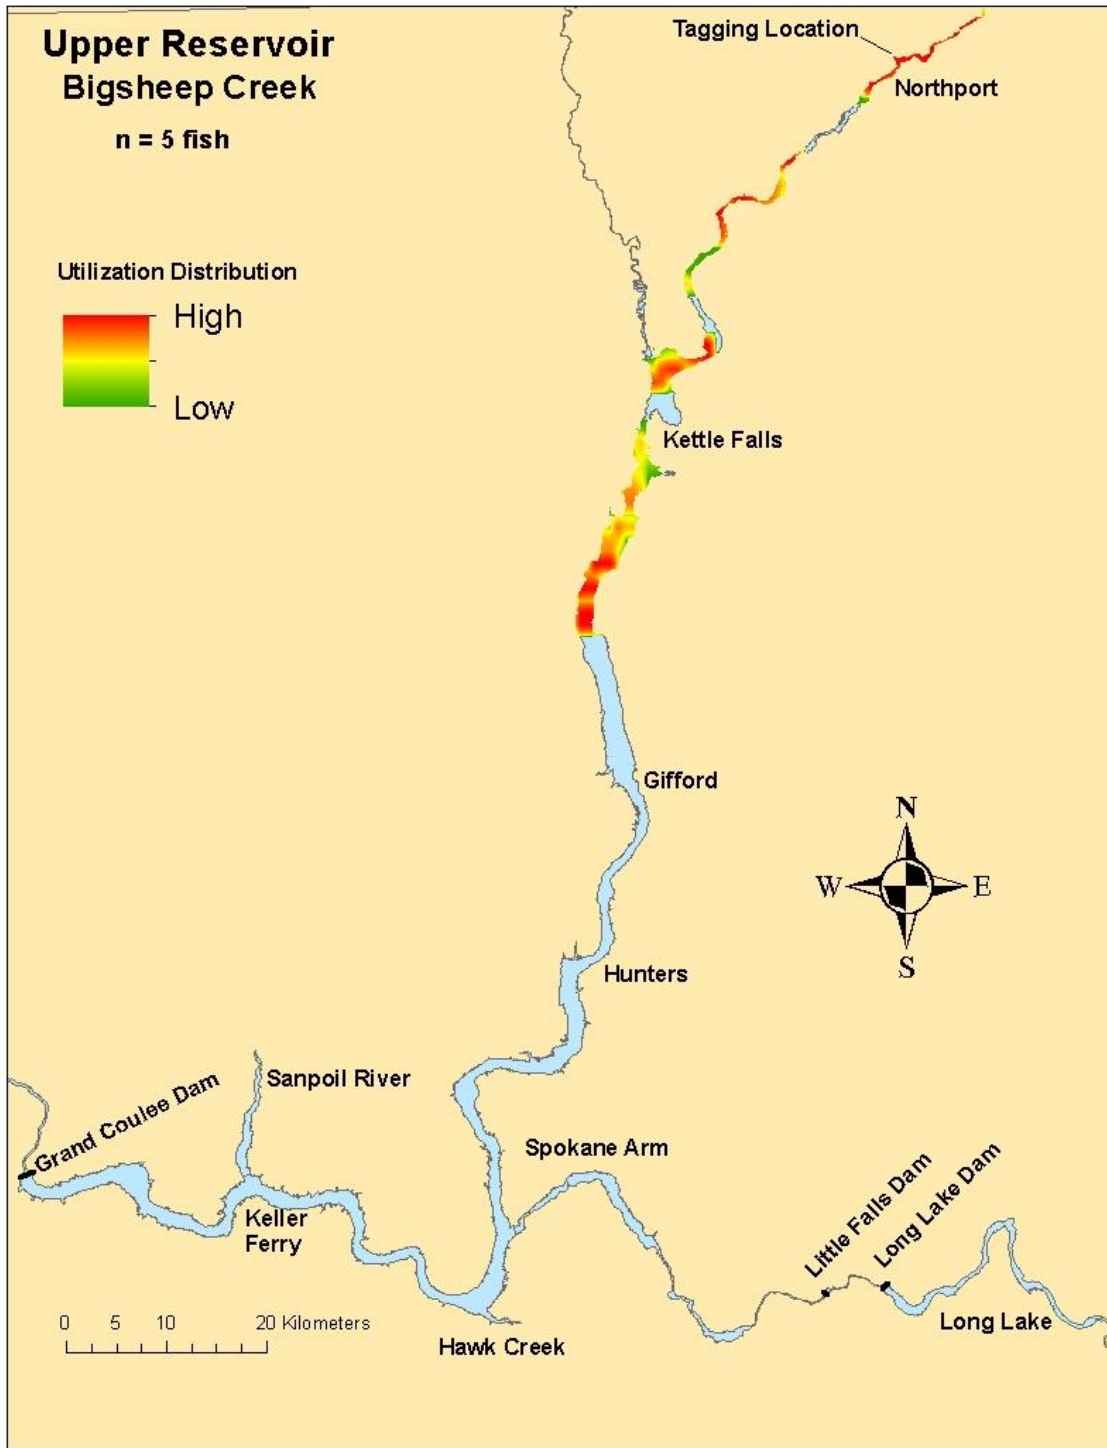 Upper Reservoir
Bigsheep Creek
n = 5 fish
Tagging Location
Northport
Utilization Distribution
High
Low
Kettle Falls
Gifford
N
W
E
S
Hunters
Sanpoil River
Grand Coulee Dam
Spokane Arm
Keller
Ferry
Little Falls Dam
Long Lake Dam
0 5 10 20 Kilometers
Hawk Creek
Long Lake